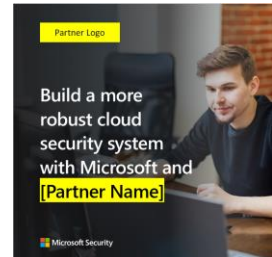 Partner Logo
Build a more
robust cloud
security system
with Microsoft and
[Partner Name]
Microsoft Security